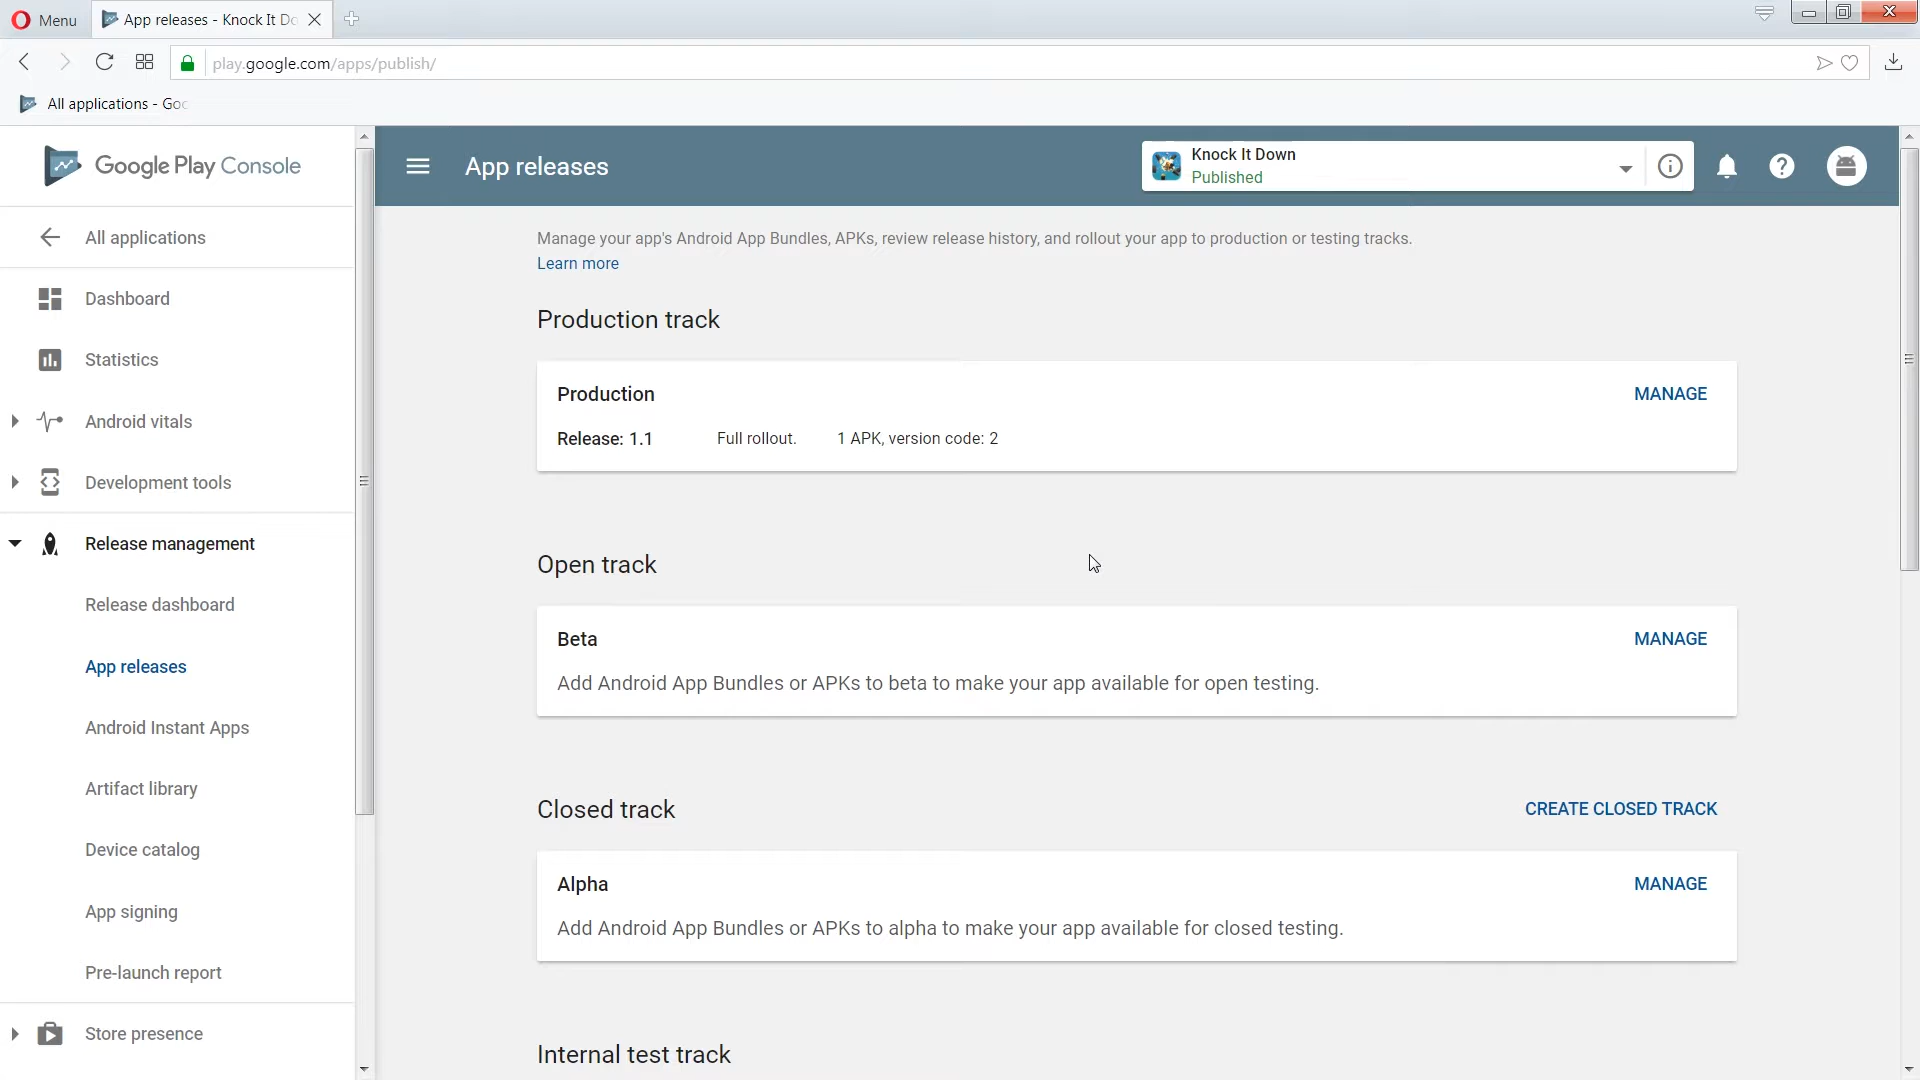 Menu
App releases - Knock It Do
play.google.com/apps/publish/
All applications - Goo
Google Play Console
App releases
Knock It Down
Published
All applications
Dashboard
Statistics
Android vitals
Development tools
Release management
Release dashboard
App releases
Android Instant Apps
Artifact library
Device catalog
App signing
Pre-launch report
Store presence
Manage your app's Android App Bundles, APKs, review release history, and rollout your app to production or testing tracks.
Learn more
Production track
Production
MANAGE
Release: 1.1 Full rollout. 1 APK, version code: 2
Open track
Beta
MANAGE
Add Android App Bundles or APKs to beta to make your app available for open testing.
Closed track
CREATE CLOSED TRACK
Alpha
MANAGE
Add Android App Bundles or APKs to alpha to make your app available for closed testing.
Internal test track